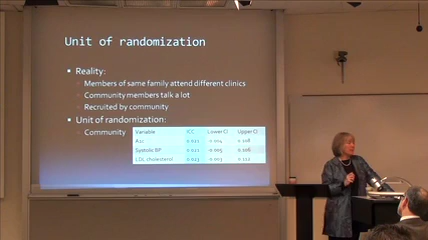 Unit of randomization
Reality:
Members of same family attend different clinics
Community members talk a lot
Recruited by community
Unit of randomization:
Community
Variable ICC Lower CI Upper CI
A1c
Systolic BP
LDL cholesterol